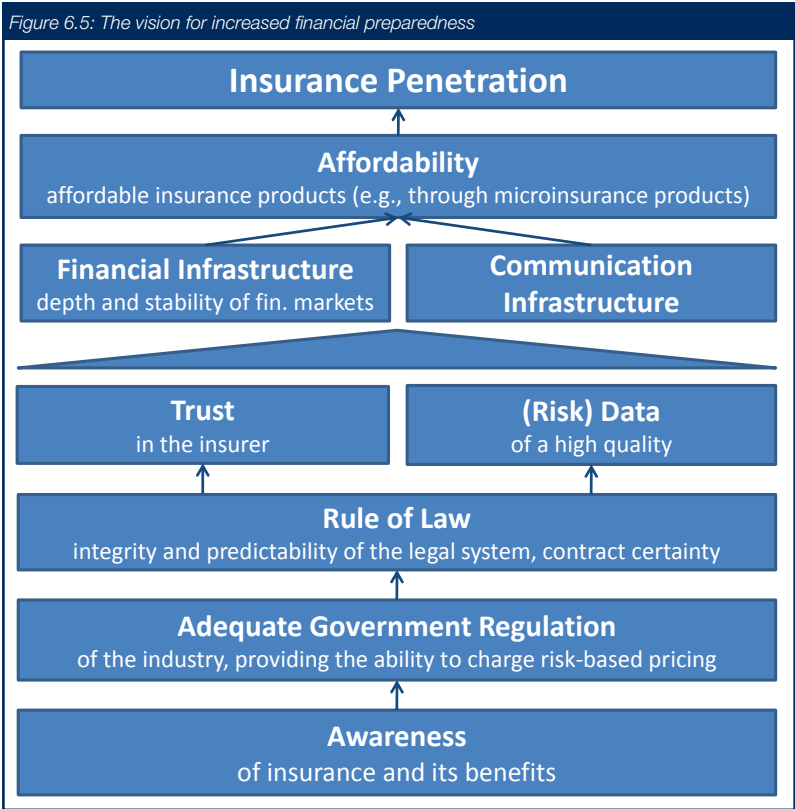 Figure 6.5: The vision for increased financial preparedness
Insurance Penetration
Affordability
affordable insurance products (e.g., through microinsurance products)
Financial Infrastructure
depth and stability of fin. markets
Communication
Infrastructure
Trust
in the insurer
(Risk) Data
of a high quality
Rule of Law
integrity and predictability of the legal system, contract certainty
Adequate Government Regulation
of the industry, providing the ability to charge risk-based pricing
Awareness
of insurance and its benefits